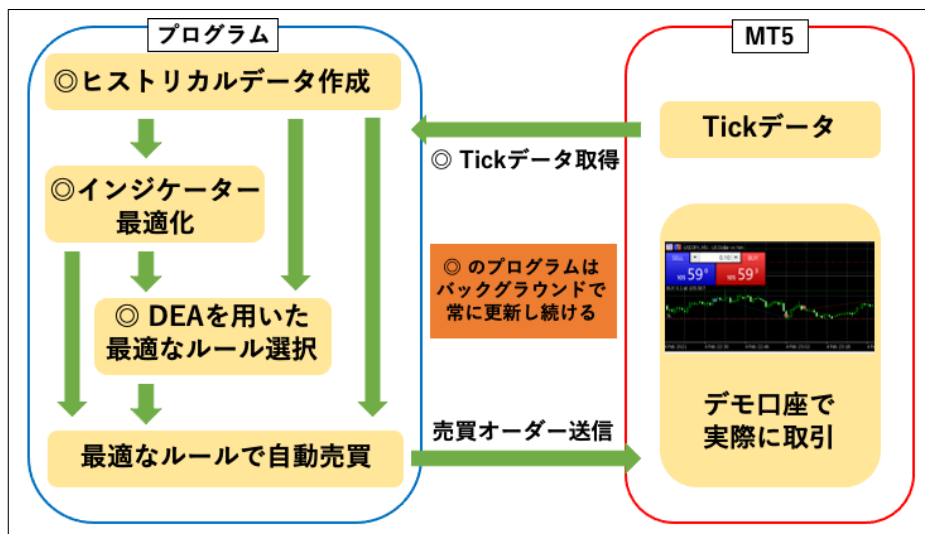 プログラム
◎ヒストリカルデータ作成
◎インジケーター
最適化
◎ DEAを用いた
最適なルール選択
最適なルールで自動売買
◎ Tickデータ取得
◎ のプログラムは
バックグラウンドで
常に更新し続ける
売買オーダー送信
MT5
Tickデータ
SELL
BUY
59
59
デモ口座で
実際に取引